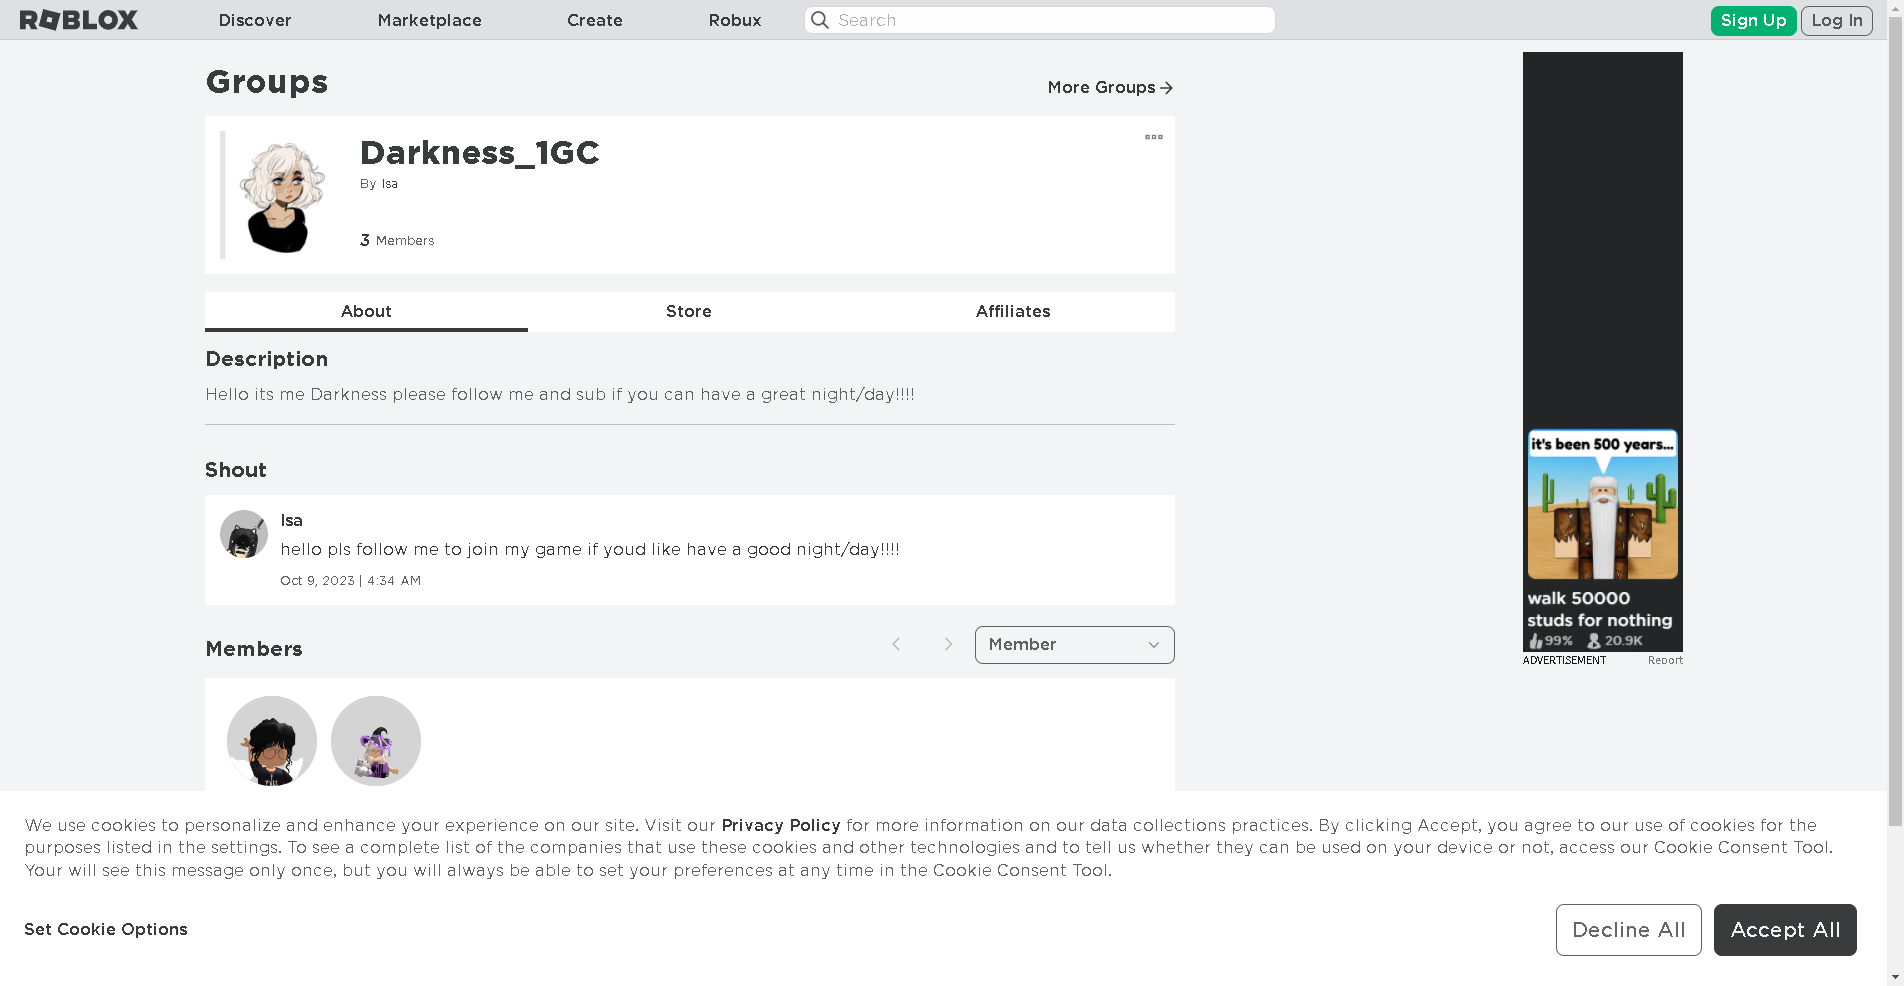 ROBLOX Discover Marketplace Create Robux Search Sign Up Log In
Groups
More Groups
Darkness_1GC
By Isa
3 Members
About Store Affiliates
Description
Hello its me Darkness please follow me and sub if you can have a great night/day!!!!
Shout
Isa
hello pls follow me to join my game if youd like have a good night/day!!!!
Oct 9, 2023 | 4:34 AM
Members
Member
it's been 500 years...
walk 50000
studs for nothing
99% 20.9K
ADVERTISEMENT Report
We use cookies to personalize and enhance your experience on our site. Visit our Privacy Policy for more information on our data collections practices. By clicking Accept, you agree to our use of cookies for the
purposes listed in the settings. To see a complete list of the companies that use these cookies and other technologies and to tell us whether they can be used on your device or not, access our Cookie Consent Tool.
Your will see this message only once, but you will always be able to set your preferences at any time in the Cookie Consent Tool.
Set Cookie Options
Decline All
Accept All